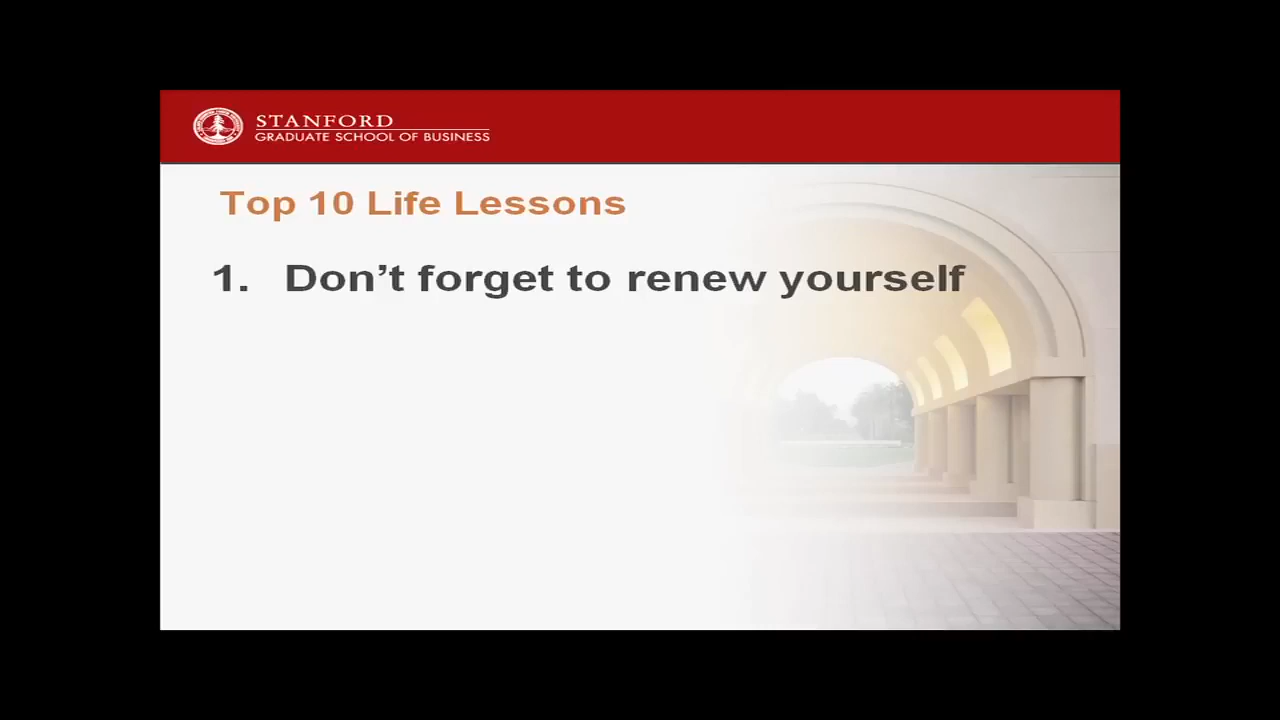 STANFORD
GRADUATE SCHOOL OF BUSINESS
Top 10 Life Lessons
1. Don’t forget to renew yourself